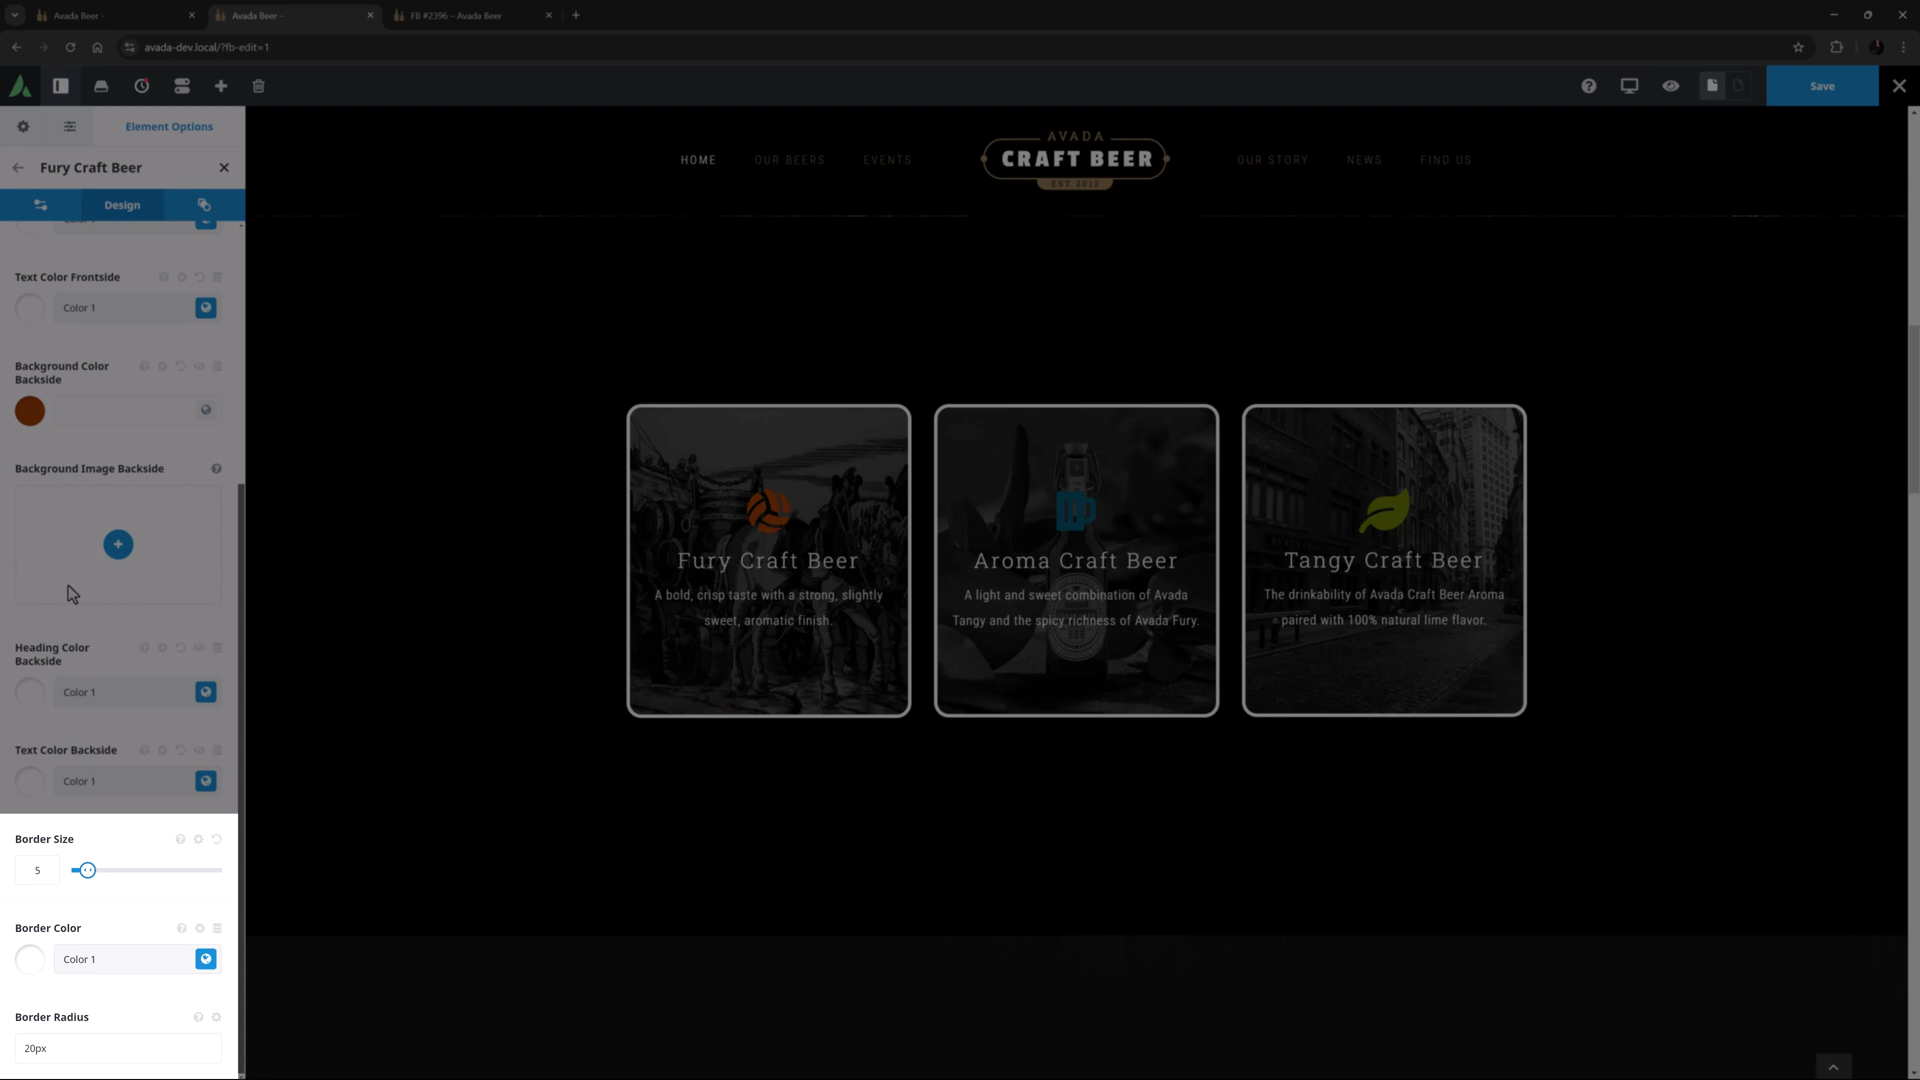 Avada Beer -
Avada Beer -
FB #2396 – Avada Beer
avada-dev.local/?fb-edit=1
Save
Element Options
Fury Craft Beer
Design
Color 1
Text Color Frontside
Color 1
Background Color
Backside
Background Image Backside
Heading Color
Backside
Color 1
Text Color Backside
Color 1
Border Size
5
Border Color
Color 1
Border Radius
20px
HOME
OUR BEERS
EVENTS
AVADA
CRAFT BEER
EST 2012
OUR STORY
NEWS
FIND US
Fury Craft Beer
A bold, crisp taste with a strong, slightly
sweet, aromatic finish.
Aroma Craft Beer
A light and sweet combination of Avada
Tangy and the spicy richness of Avada Fury.
Tangy Craft Beer
The drinkability of Avada Craft Beer Aroma
paired with 100% natural lime flavor.